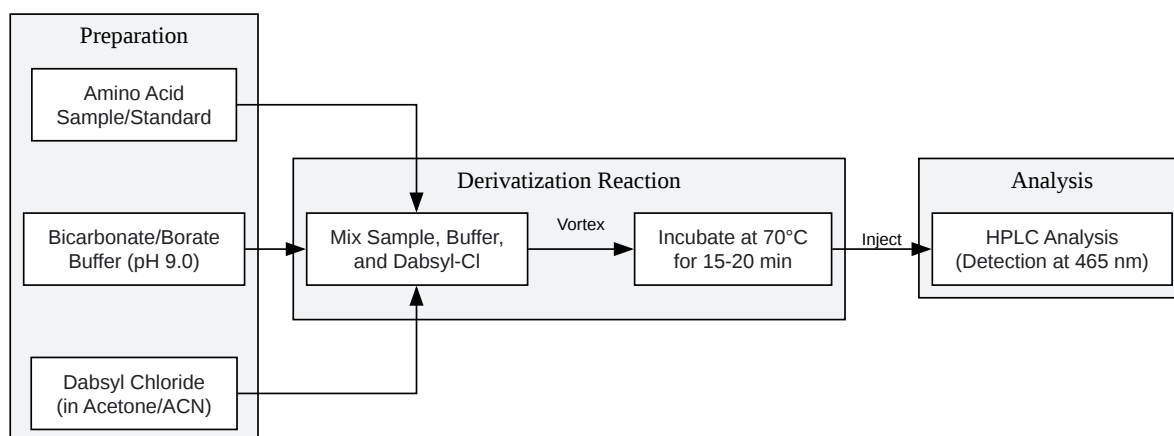 Preparation
Amino Acid
Sample/Standard
Bicarbonate/Borate
Buffer (pH 9.0)
Dabsyl Chloride
(in Acetone/ACN)
Derivatization Reaction
Mix Sample, Buffer,
and Dabsyl-Cl
Vortex
Incubate at 70°C
for 15-20 min
Inject
Analysis
HPLC Analysis
(Detection at 465 nm)